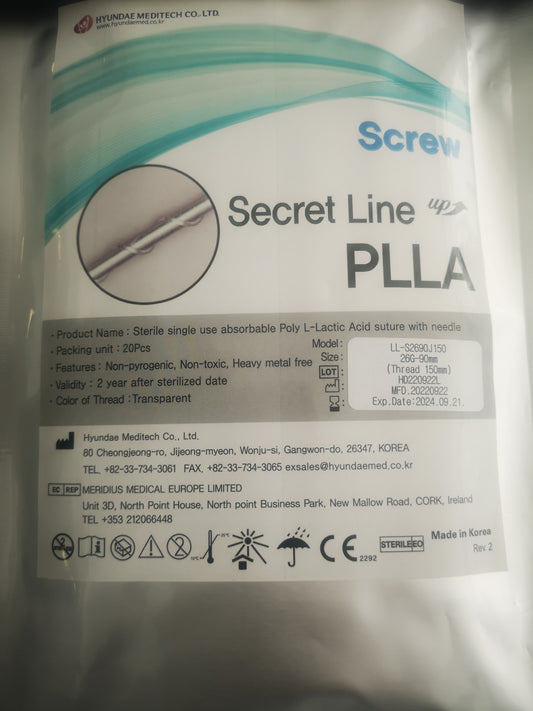 HYUNDAE MEDITECH CO., LTD.
www.hyundaemed.co.kr
Screw
Secret Line up
PLLA
· Product Name : Sterile single use absorbable Poly L-Lactic Acid suture with needle
· Packing unit : 20Pcs
· Features : Non-pyrogenic, Non-toxic, Heavy metal free
· Validity : 2 year after sterilized date
· Color of Thread : Transparent
Model: LL-S2690J150
Size: 26G-90mm
(Thread 150mm)
LOT : HD220922L
: MFD.20220922
: Exp.Date:2024.09.21.
Hyundae Meditech Co., Ltd.
80 Cheongjeong-ro, Jijeong-myeon, Wonju-si, Gangwon-do, 26347, KOREA
TEL. +82-33-734-3061 FAX. +82-33-734-3065 exsales@hyundaemed.co.kr
EC REP MERIDIUS MEDICAL EUROPE LIMITED
Unit 3D, North Point House, North point Business Park, New Mallow Road, CORK, Ireland
TEL +353 212066448
CE 2292 STERILE EO Made in Korea
Rev. 2